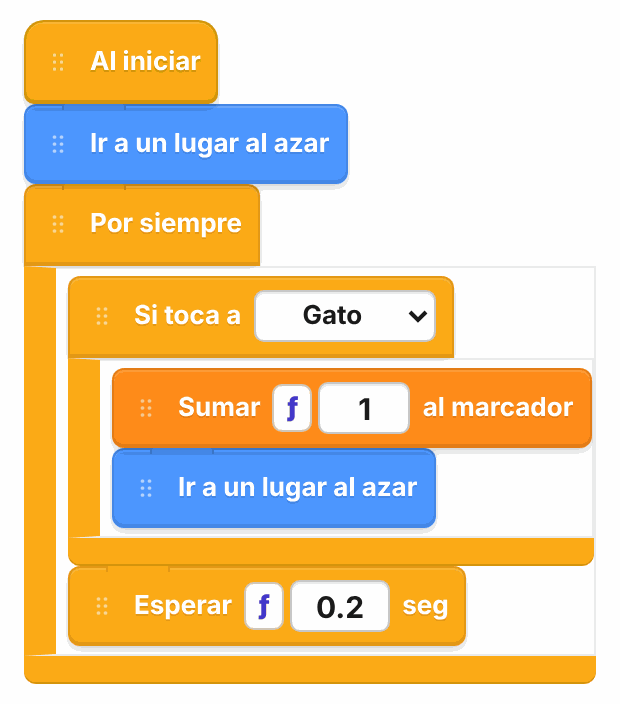 Al iniciar
Ir a un lugar al azar
Por siempre
Si toca a Gato
Sumar ƒ 1 al marcador
Ir a un lugar al azar
Esperar ƒ 0.2 seg